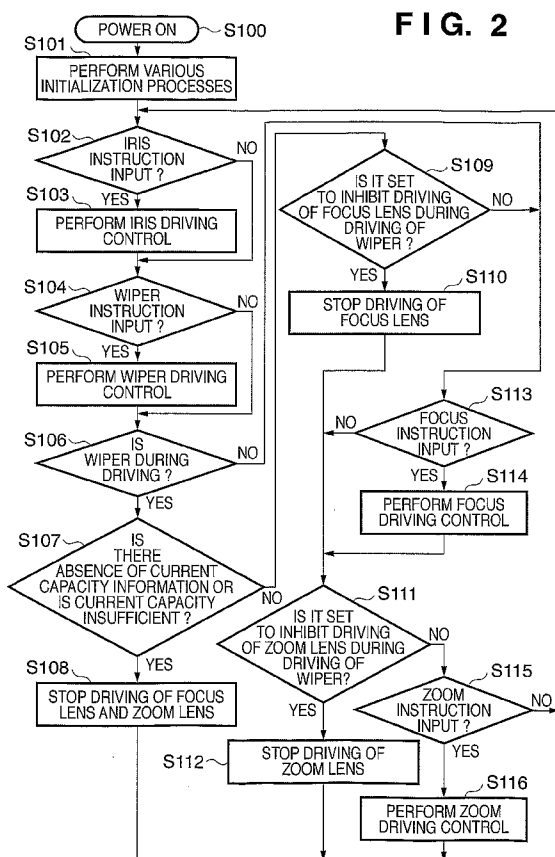 FIG. 2
POWER ON
S100
S101
PERFORM VARIOUS
INITIALIZATION PROCESSES
S102
IRIS
INSTRUCTION
INPUT ?
NO
YES
S103
PERFORM IRIS DRIVING
CONTROL
S104
WIPER
INSTRUCTION
INPUT ?
NO
YES
S105
PERFORM WIPER DRIVING
CONTROL
S106
IS
WIPER DURING
DRIVING ?
NO
YES
S107
IS
THERE
ABSENCE OF CURRENT
CAPACITY INFORMATION OR
IS CURRENT CAPACITY
INSUFFICIENT ?
NO
YES
S108
STOP DRIVING OF FOCUS
LENS AND ZOOM LENS
S109
IS IT SET
TO INHIBIT DRIVING
OF FOCUS LENS DURING
DRIVING OF
WIPER ?
NO
YES
S110
STOP DRIVING OF
FOCUS LENS
S113
FOCUS
INSTRUCTION
INPUT ?
NO
YES
S114
PERFORM FOCUS
DRIVING CONTROL
S111
IS IT SET
TO INHIBIT DRIVING
OF ZOOM LENS DURING
DRIVING OF
WIPER?
NO
YES
S112
STOP DRIVING OF
ZOOM LENS
S115
ZOOM
INSTRUCTION
INPUT ?
NO
YES
S116
PERFORM ZOOM
DRIVING CONTROL